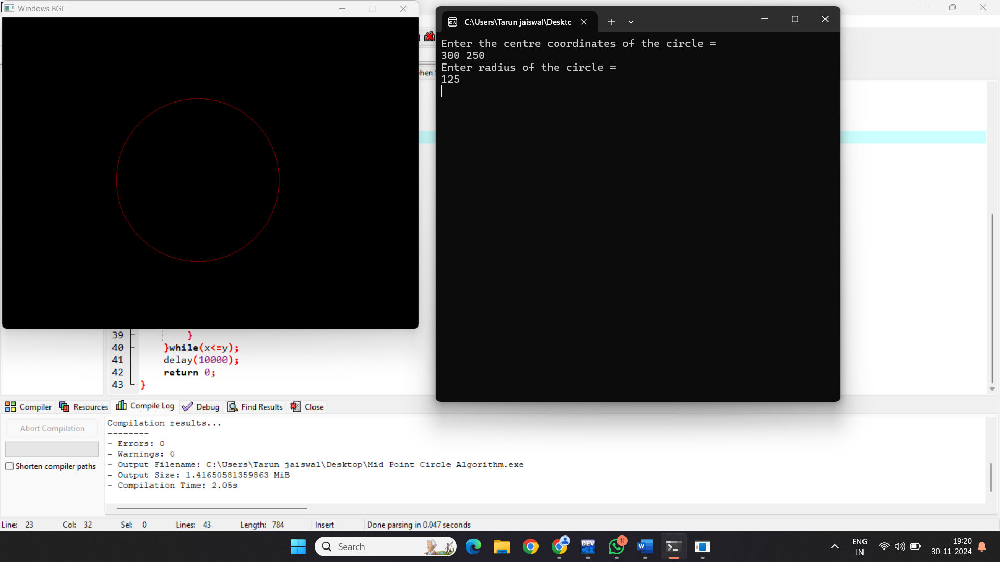 Windows BGI
C:\Users\Tarun jaiswal\Deskto
Enter the centre coordinates of the circle =
300 250
Enter radius of the circle =
125
hen
39 }
40 }while(x<=y);
41 delay(10000);
42 return 0;
43 }
Compiler Resources Compile Log Debug Find Results Close
Abort Compilation
Shorten compiler paths
Compilation results...
--------
- Errors: 0
- Warnings: 0
- Output Filename: C:\Users\Tarun jaiswal\Desktop\Mid Point Circle Algorithm.exe
- Output Size: 1.41650581359863 MiB
- Compilation Time: 2.05s
Line: 23 Col: 32 Sel: 0 Lines: 43 Length: 784 Insert Done parsing in 0.047 seconds
Search
DEV
11
W
ENG
IN
19:20
30-11-2024